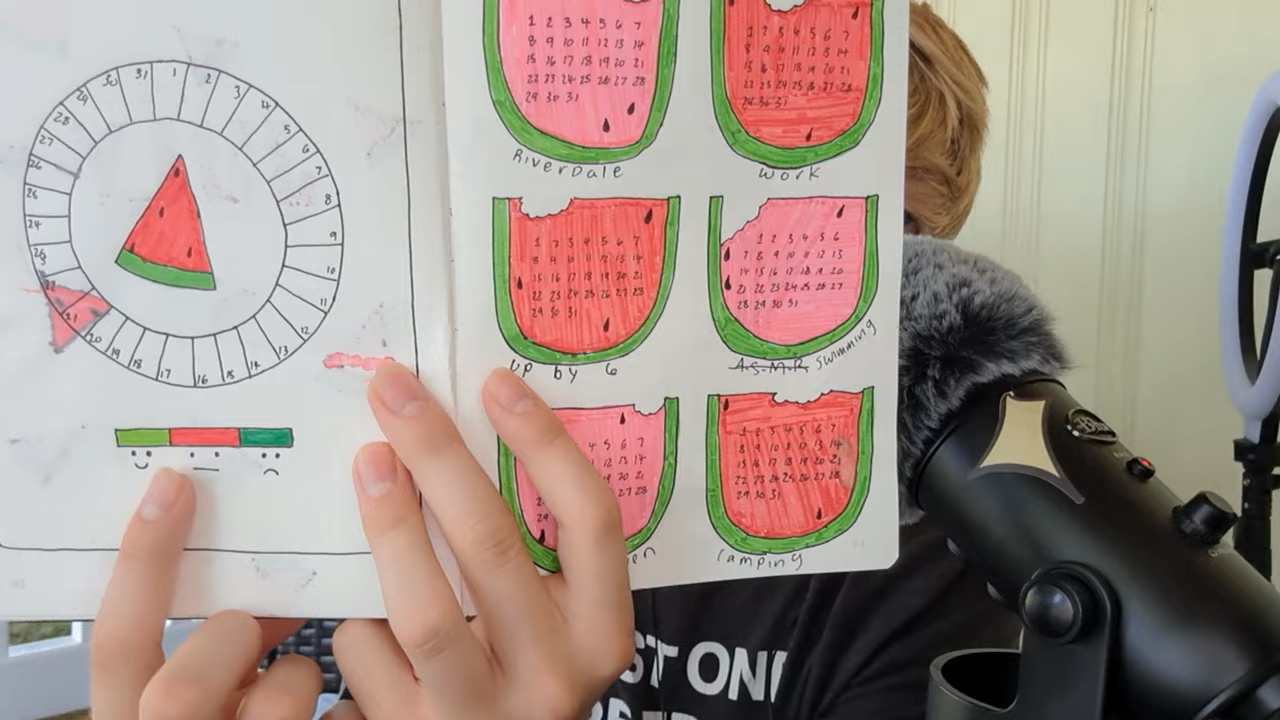 1
2
3
4
5
6
7
8
9
10
11
12
13
14
15
16
17
18
19
20
21
22
24
25
26
27
28
29
30
31
1 2 3 4 5 6 7
8 9 10 11 12 13 14
15 16 17 18 19 20 21
22 23 24 25 26 27 28
29 30 31
RiverDale
1 2 3 4 5 6 7
8 9 10 11 12 13 14
15 16 17 18 19 20 21
22 23 24 25 26 27 28
29 30 31
Work
1 2 3 4 5 6 7
8 9 10 11 12 13 14
15 16 17 18 19 20 21
22 23 24 25 26 27 28
29 30 31
UP by 6
1 2 3 4 5 6
7 8 9 10 11 12 13
14 15 16 17 18 19 20
21 22 23 24 25 26 27
28 29 30 31
A.S.M.R swimming
4 5 6 7
11 12 13 14
19 20 21
27 28
29
en
1 2 3 4 5 6 7
8 9 10 11 12 13 14
15 16 17 18 19 20 21
22 23 24 25 26 27 28
29 30 31
Camping
Blue
ST ONE